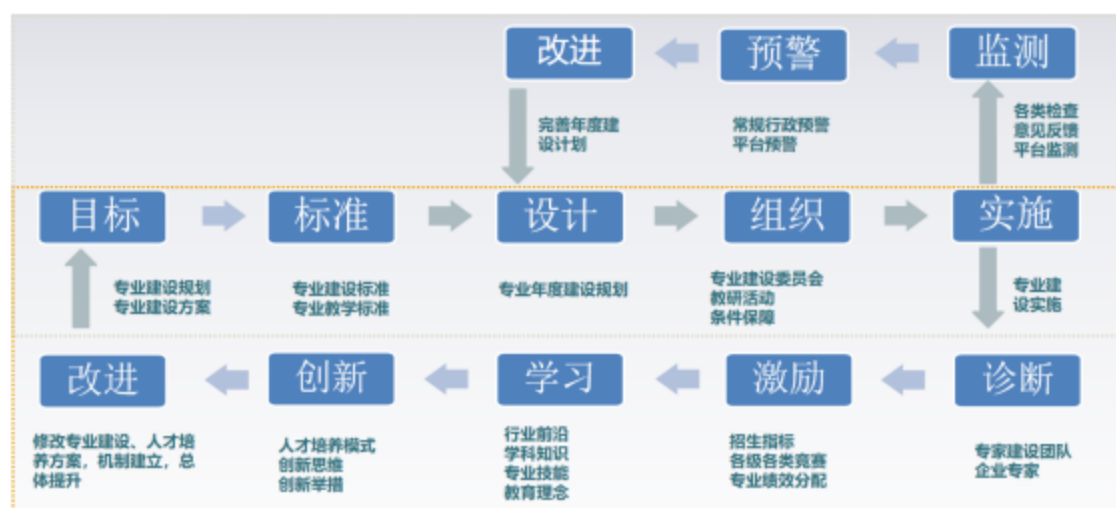 改进
预警
监测
完善年度建
设计划
常规行政预警
平台预警
各类检查
意见反馈
平台监测
目标
标准
设计
组织
实施
专业建设规划
专业建设方案
专业建设标准
专业教学标准
专业年度建设规划
专业建设委员会
教研活动
条件保障
专业建
设实施
改进
创新
学习
激励
诊断
修改专业建设、人才培
养方案，机制建立，总
体提升
人才培养模式
创新思维
创新举措
行业前沿
学科知识
专业技能
教育理念
招生指标
各级各类竞赛
专业绩效分配
专家建设团队
企业专家